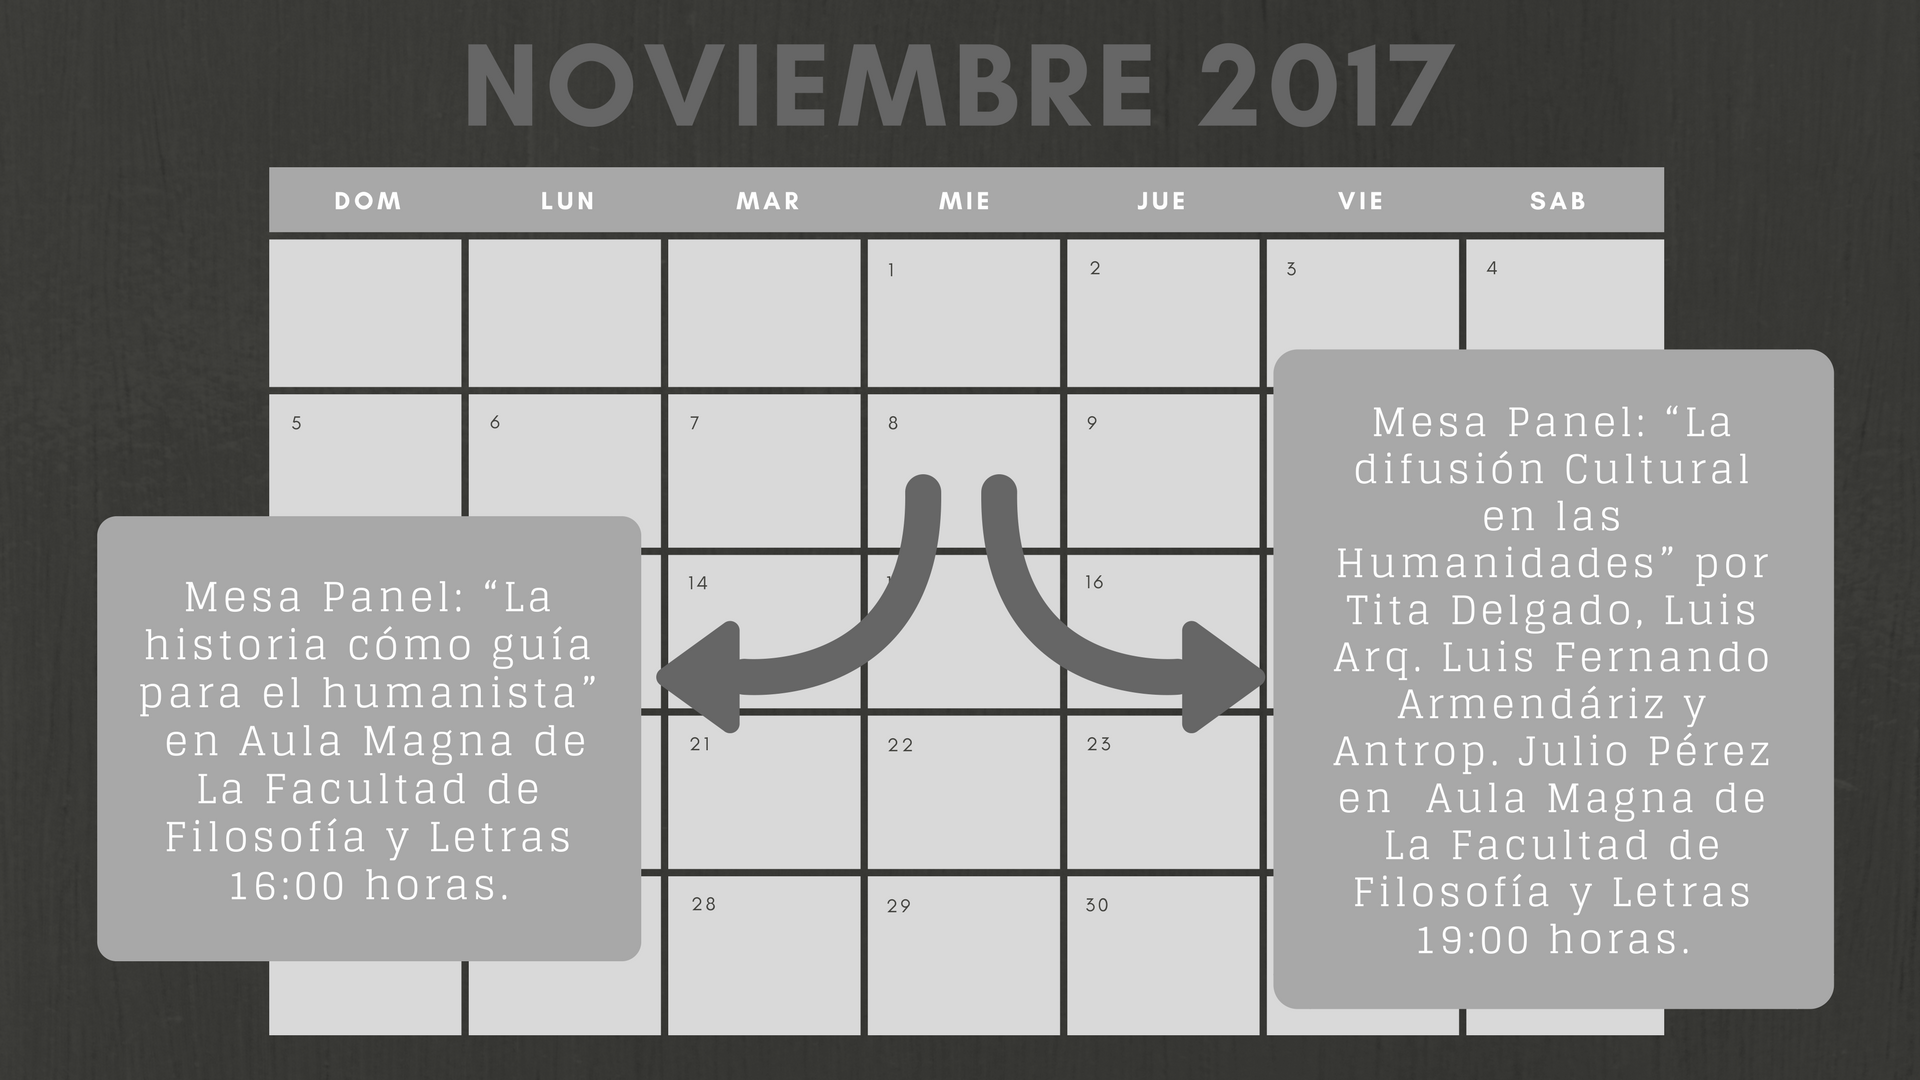 NOVIEMBRE 2017
DOM LUN MAR MIE JUE VIE SAB
1 2 3 4
5 6 7 8 9
14 16
21 22 23
28 29 30
Mesa Panel: “La
historia cómo guía
para el humanista”
en Aula Magna de
La Facultad de
Filosofía y Letras
16:00 horas.
Mesa Panel: “La
difusión Cultural
en las
Humanidades” por
Tita Delgado, Luis
Arq. Luis Fernando
Armendáriz y
Antrop. Julio Pérez
en  Aula Magna de
La Facultad de
Filosofía y Letras
19:00 horas.